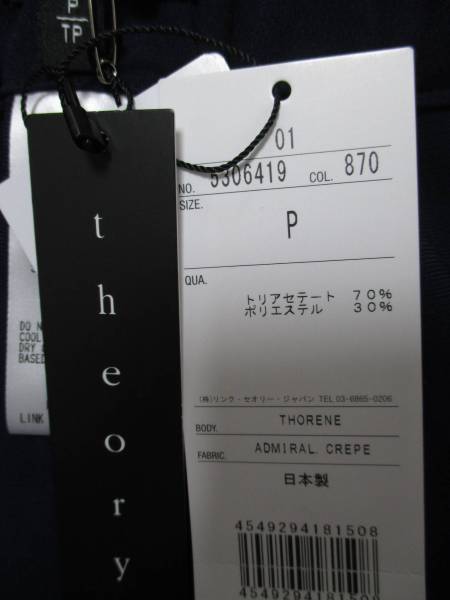 P
TP
theory
01
NO. 5306419 COL. 870
SIZE.
P
QUA.
トリアセテート 70%
ポリエステル 30%
(株)リンク・セオリー・ジャパン TEL 03-6865-0206
BODY. THORENE
FABRIC. ADMIRAL. CREPE
日本製
4549294181508
4549294181508
DO N
COOL
DRY
BASED
LINK